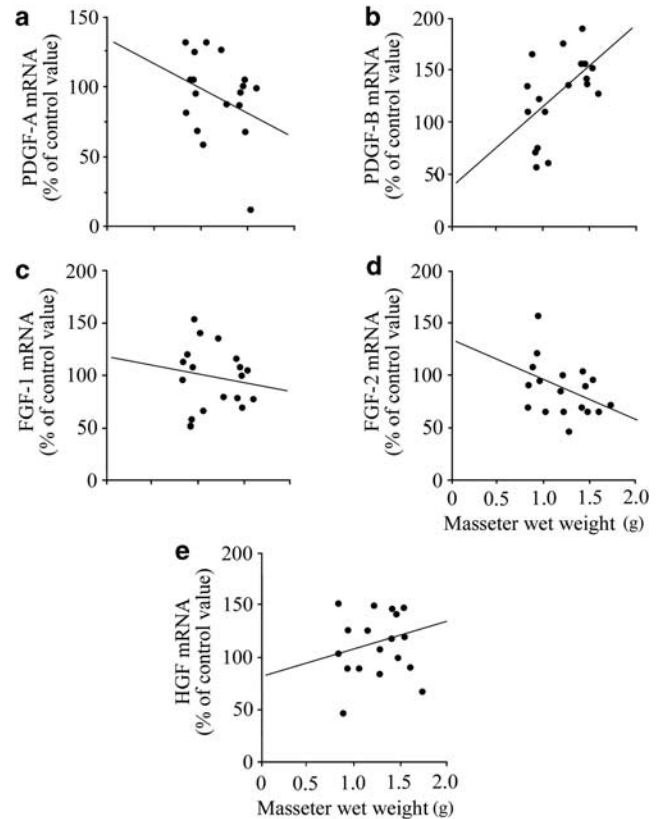 a
PDGF-A mRNA
(% of control value)
150
100
50
0
b
PDGF-B mRNA
(% of control value)
200
150
100
50
0
c
FGF-1 mRNA
(% of control value)
200
150
100
50
0
d
FGF-2 mRNA
(% of control value)
200
150
100
50
0
0 1.0 1.5 2.0
Masseter wet weight (g)
e
HGF mRNA
(% of control value)
200
150
100
50
0
0 0.5 1.0 1.5 2.0
Masseter wet weight (g)